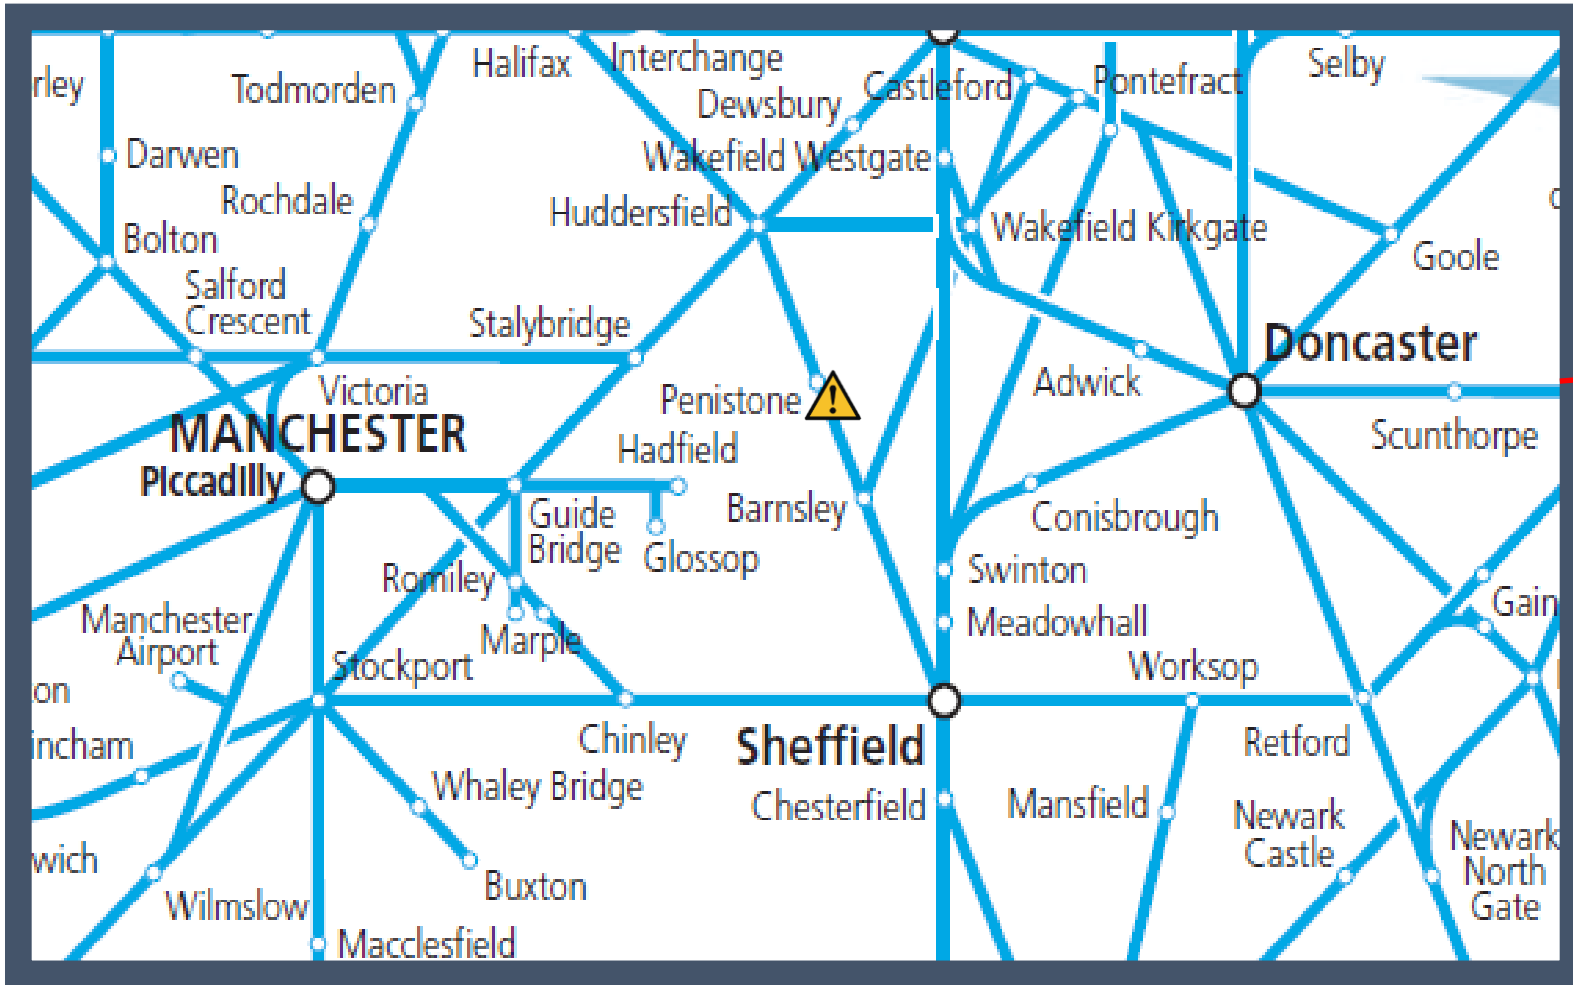 Halifax
Interchange
Selby
rley
Todmorden
Castleford
Pontefract
Dewsbury
Darwen
Wakefield Westgate
Rochdale
Huddersfield
Wakefield Kirkgate
Bolton
Goole
Salford
Crescent
Stalybridge
Doncaster
Victoria
Penistone
Adwick
MANCHESTER
Piccadilly
Hadfield
Scunthorpe
Guide
Bridge
Barnsley
Conisbrough
Glossop
Romiley
Swinton
Gain
Manchester
Airport
Marple
Meadowhall
Stockport
Worksop
on
incham
Chinley
Sheffield
Retford
Whaley Bridge
Chesterfield
Mansfield
Newark
Castle
Newark
North
Gate
wich
Buxton
Wilmslow
Macclesfield